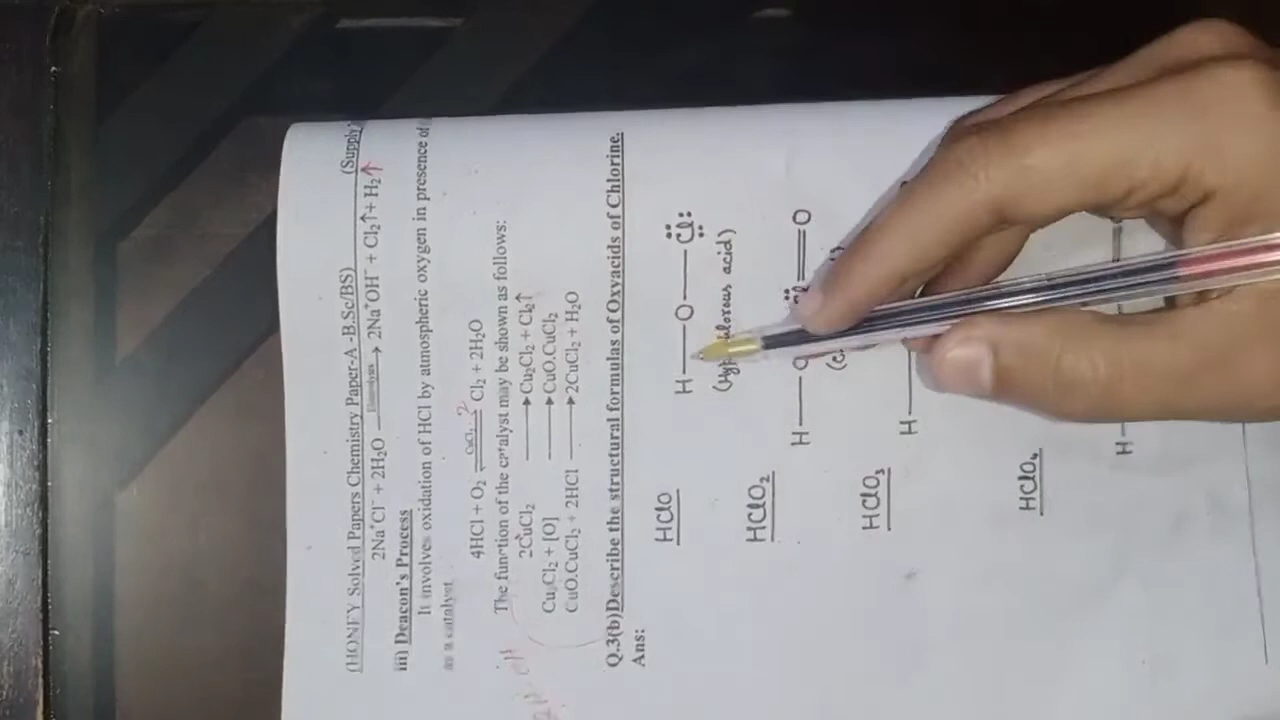 (HONEY Solved Papers Chemistry Paper-A -B.Sc/BS) (Supply
2Na⁺Cl⁻ + 2H₂O ⟶ 2Na⁺OH⁻ + Cl₂↑ + H₂↑
iii) Deacon's Process
It involves oxidation of HCl by atmospheric oxygen in presence of
as a catalyst.
4HCl + O₂ ⇌ Cl₂ + 2H₂O
CuCl₂ 2
The function of the catalyst may be shown as follows:
2CuCl₂ ⟶ Cu₂Cl₂ + Cl₂↑
Cu₂Cl₂ + [O] ⟶ CuO.CuCl₂
CuO.CuCl₂ + 2HCl ⟶ 2CuCl₂ + H₂O
Q.3(b)Describe the structural formulas of Oxyacids of Chlorine.
Ans:
HClO H—O—Cl
acid)
HClO₂ H—O =O
HClO₃ H—
HClO₄ H—